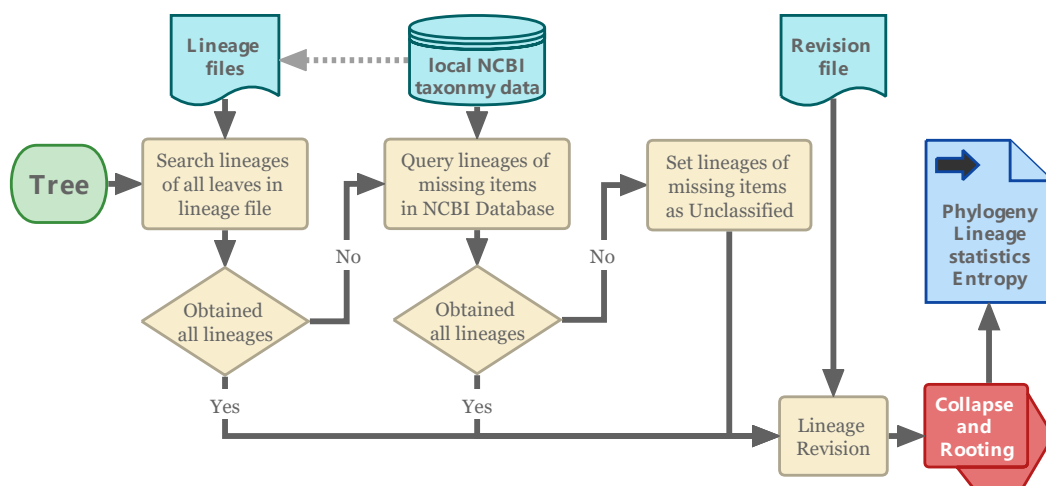 Lineage
files
local NCBI
taxonmy data
Revision
file
Tree
Search lineages
of all leaves in
lineage file
Query lineages of
missing items
in NCBI Database
Set lineages of
missing items
as Unclassified
Phylogeny
Lineage
statistics
Entropy
No
No
Obtained
all lineages
Obtained
all lineages
Yes
Yes
Lineage
Revision
Collapse
and
Rooting